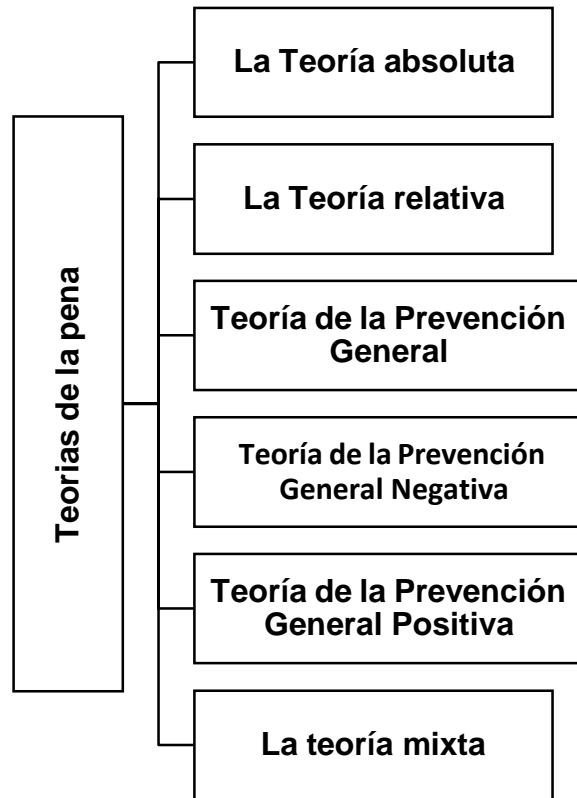 Teorías de la pena
La Teoría absoluta
La Teoría relativa
Teoría de la Prevención
General
Teoría de la Prevención
General Negativa
Teoría de la Prevención
General Positiva
La teoría mixta